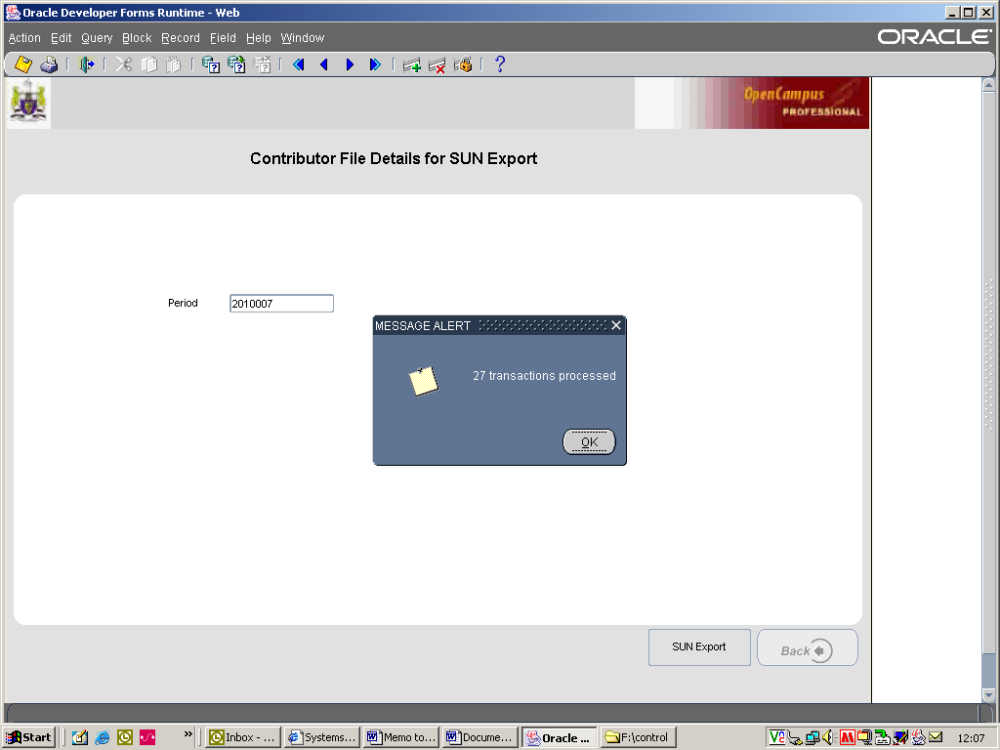 Oracle Developer Forms Runtime - Web
Action Edit Query Block Record Field Help Window
ORACLE
OpenCampus
PROFESSIONAL
Contributor File Details for SUN Export
Period 2010007
MESSAGE ALERT
27 transactions processed
OK
SUN Export Back
Start Inbox - ... Systems... Memo to... Docume... Oracle ... F:\control 12:07